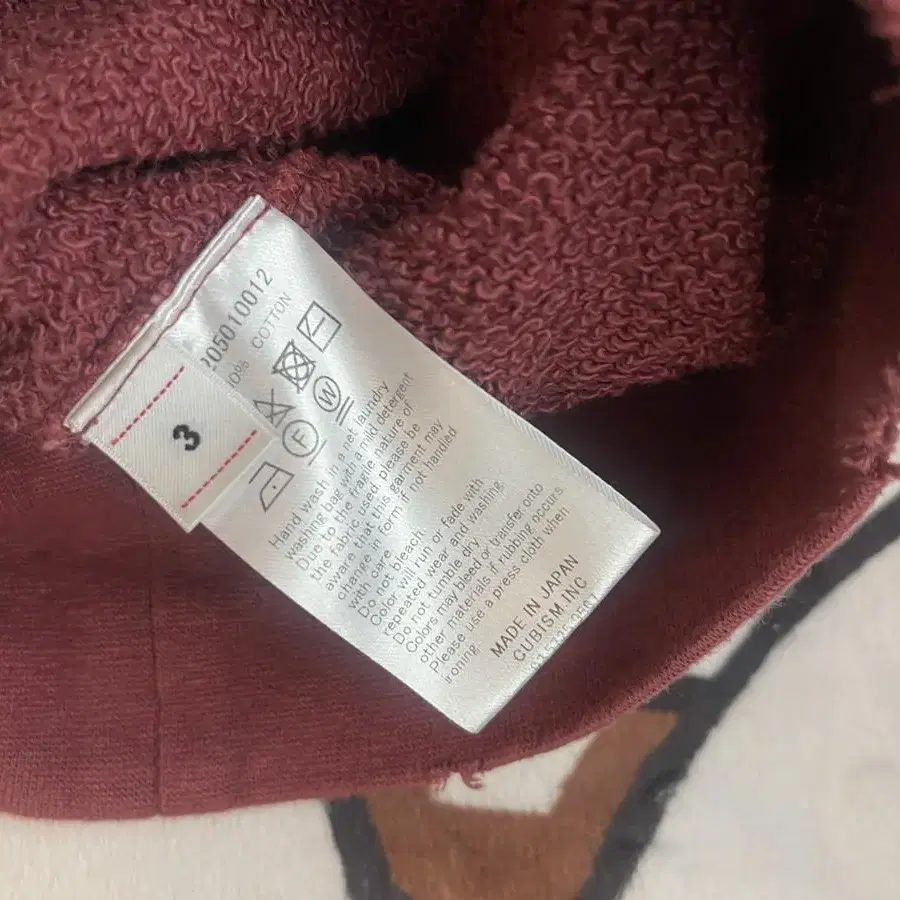 3
205010012
COTTON
F
W
Hand wash in a net laundry
washing bag with a mild detergent
Due to the fragile nature of
the fabric used, please be
aware that this garment may
change in form if not handled
with care.
Do not bleach.
Color will run or fade with
repeated wear and washing.
Do not tumble dry.
Colors may bleed or transfer onto
other materials if rubbing occurs.
Please use a press cloth when
ironing.
MADE IN JAPAN
CUBISM INC